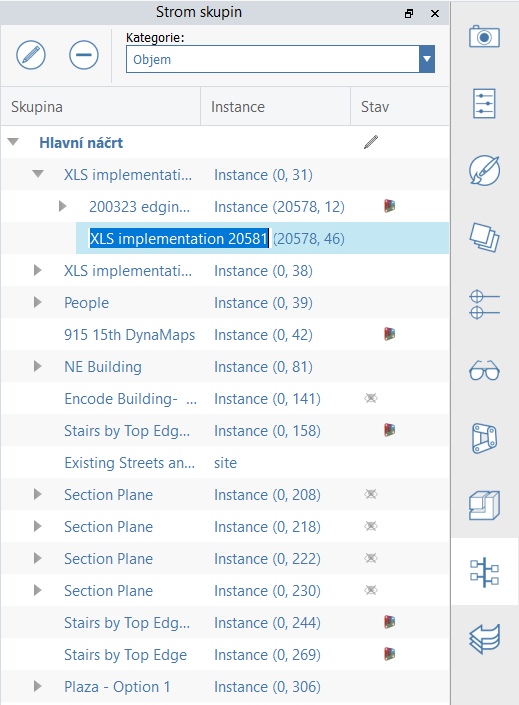 Strom skupin
Kategorie:
Objem
Skupina Instance Stav
Hlavní náčrt
XLS implementati... Instance (0, 31)
200323 edgin... Instance (20578, 12)
XLS implementation 20581 (20578, 46)
XLS implementati... Instance (0, 38)
People Instance (0, 39)
915 15th DynaMaps Instance (0, 42)
NE Building Instance (0, 81)
Encode Building- ... Instance (0, 141)
Stairs by Top Edg... Instance (0, 158)
Existing Streets an... site
Section Plane Instance (0, 208)
Section Plane Instance (0, 218)
Section Plane Instance (0, 222)
Section Plane Instance (0, 230)
Stairs by Top Edg... Instance (0, 244)
Stairs by Top Edge Instance (0, 269)
Plaza - Option 1 Instance (0, 306)